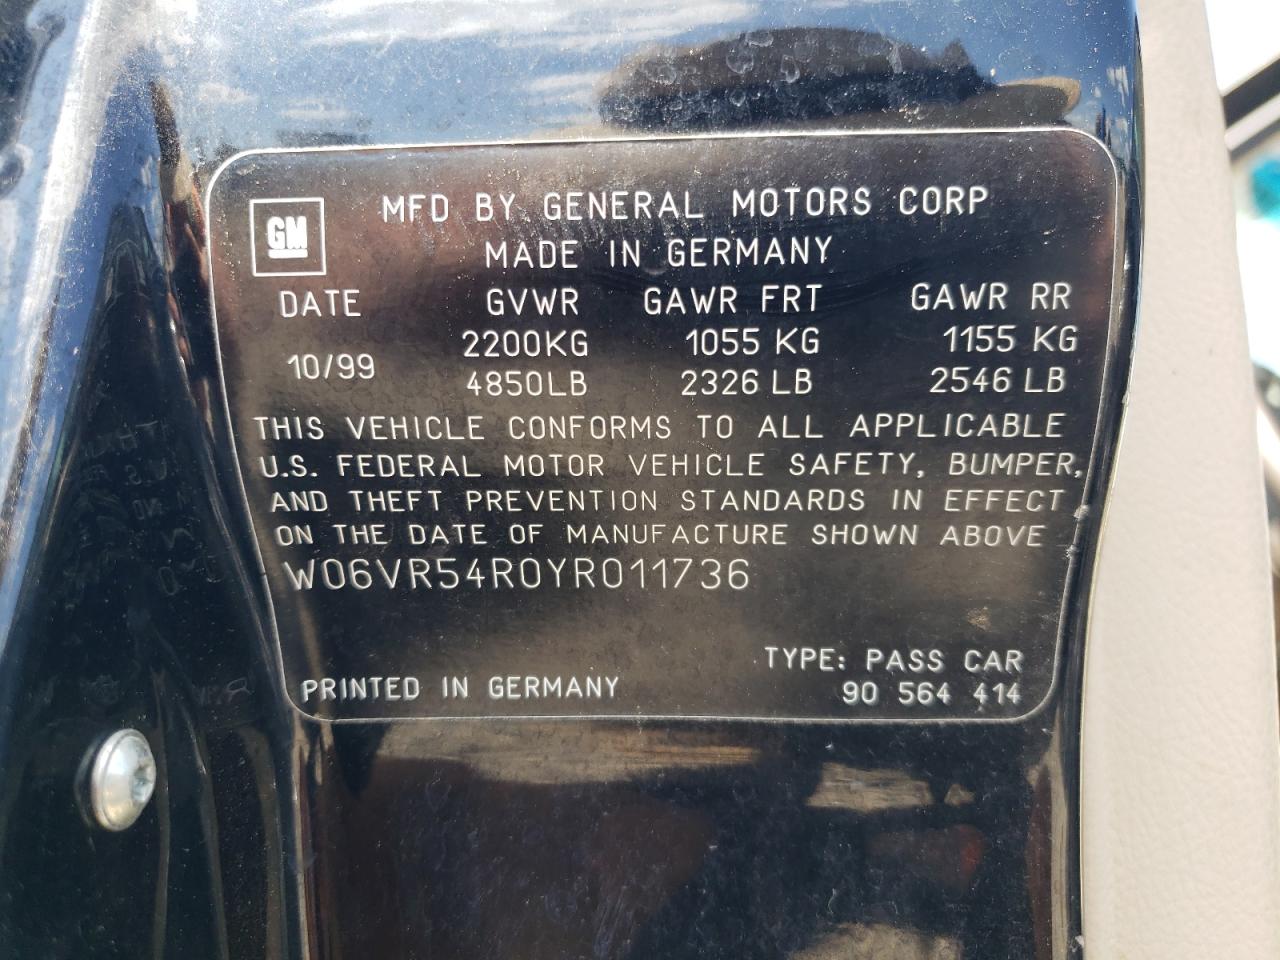 GM
MFD BY GENERAL MOTORS CORP
MADE IN GERMANY
DATE GVWR GAWR FRT GAWR RR
2200KG 1055 KG 1155 KG
10/99
4850LB 2326 LB 2546 LB
THIS VEHICLE CONFORMS TO ALL APPLICABLE
U.S. FEDERAL MOTOR VEHICLE SAFETY, BUMPER,
AND THEFT PREVENTION STANDARDS IN EFFECT
ON THE DATE OF MANUFACTURE SHOWN ABOVE
W06VR54R0YR011736
TYPE: PASS CAR
PRINTED IN GERMANY 90 564 414